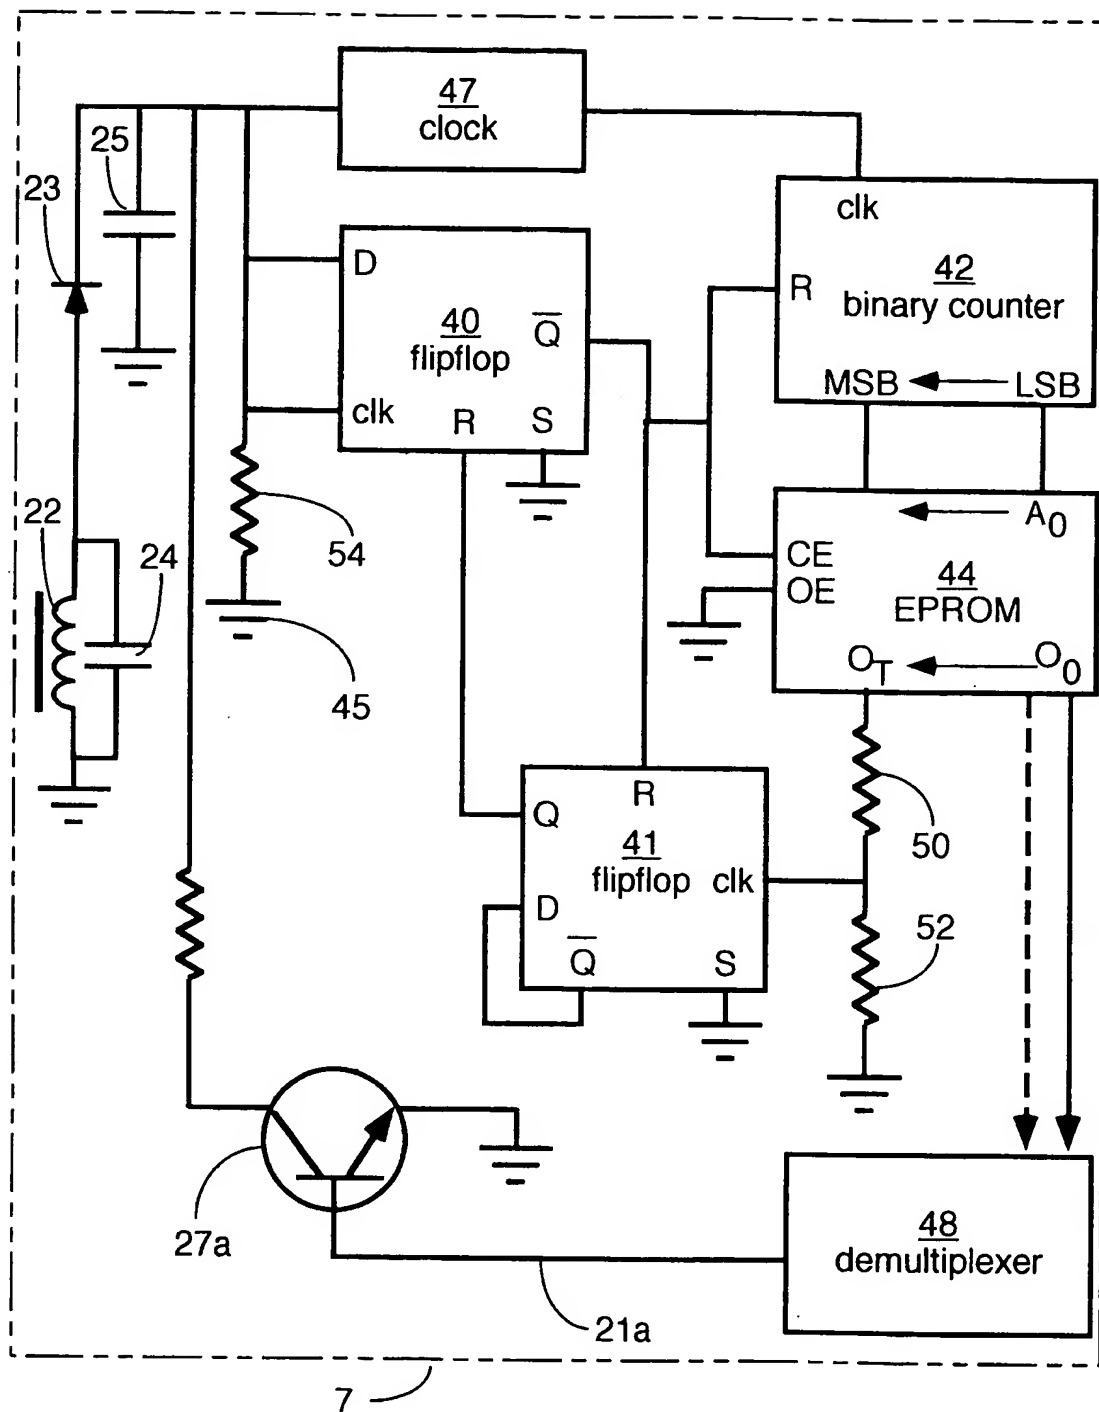 47
clock
25
23
clk
42
binary counter
R
MSB
LSB
D
40
flipflop
Q
clk
R
S
22
24
54
45
A0
CE
OE
44
EPROM
OT
O0
R
Q
41
flipflop
clk
D
Q
S
50
52
27a
21a
48
demultiplexer
7